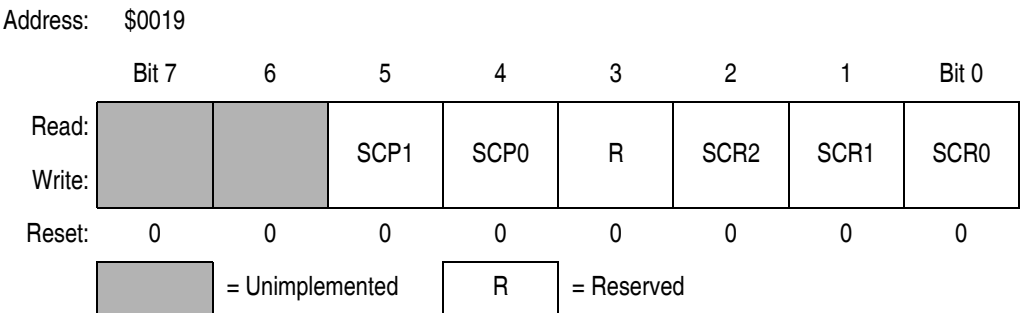 Address: $0019
Bit 7 6 5 4 3 2 1 Bit 0
Read:
SCP1 SCP0 R SCR2 SCR1 SCR0
Write:
Reset: 0 0 0 0 0 0 0 0
= Unimplemented R = Reserved